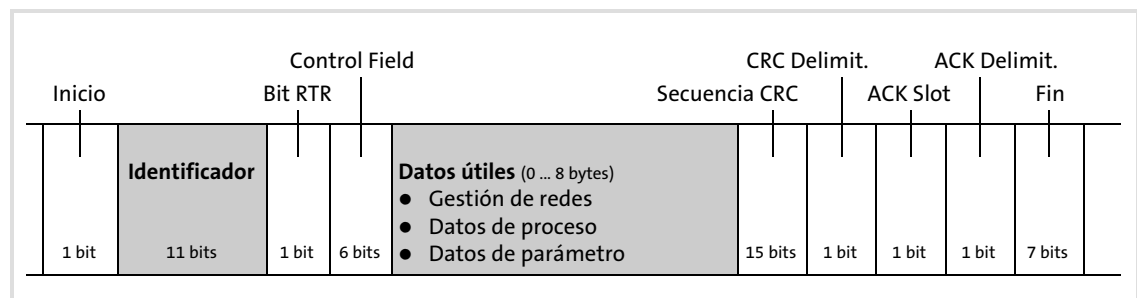 Control Field CRC Delimit. ACK Delimit.
Inicio Bit RTR Secuencia CRC ACK Slot Fin
Identificador
Datos útiles (0 ... 8 bytes)
● Gestión de redes
● Datos de proceso
● Datos de parámetro
1 bit 11 bits 1 bit 6 bits 15 bits 1 bit 1 bit 1 bit 7 bits